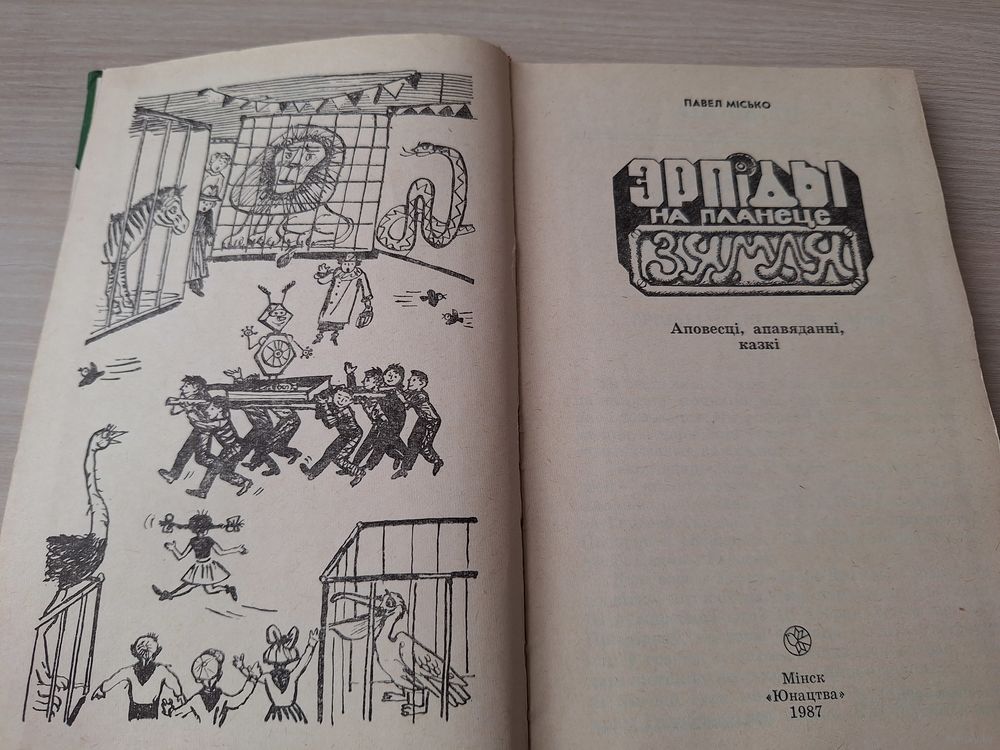 ПАВЕЛ МІСЬКО
ЭРПІДЫ
НА ПЛАНЕЦЕ
ЗЯМЛЯ
Аповесці, апавяданні,
казкі
Мінск
«Юнацтва»
1987